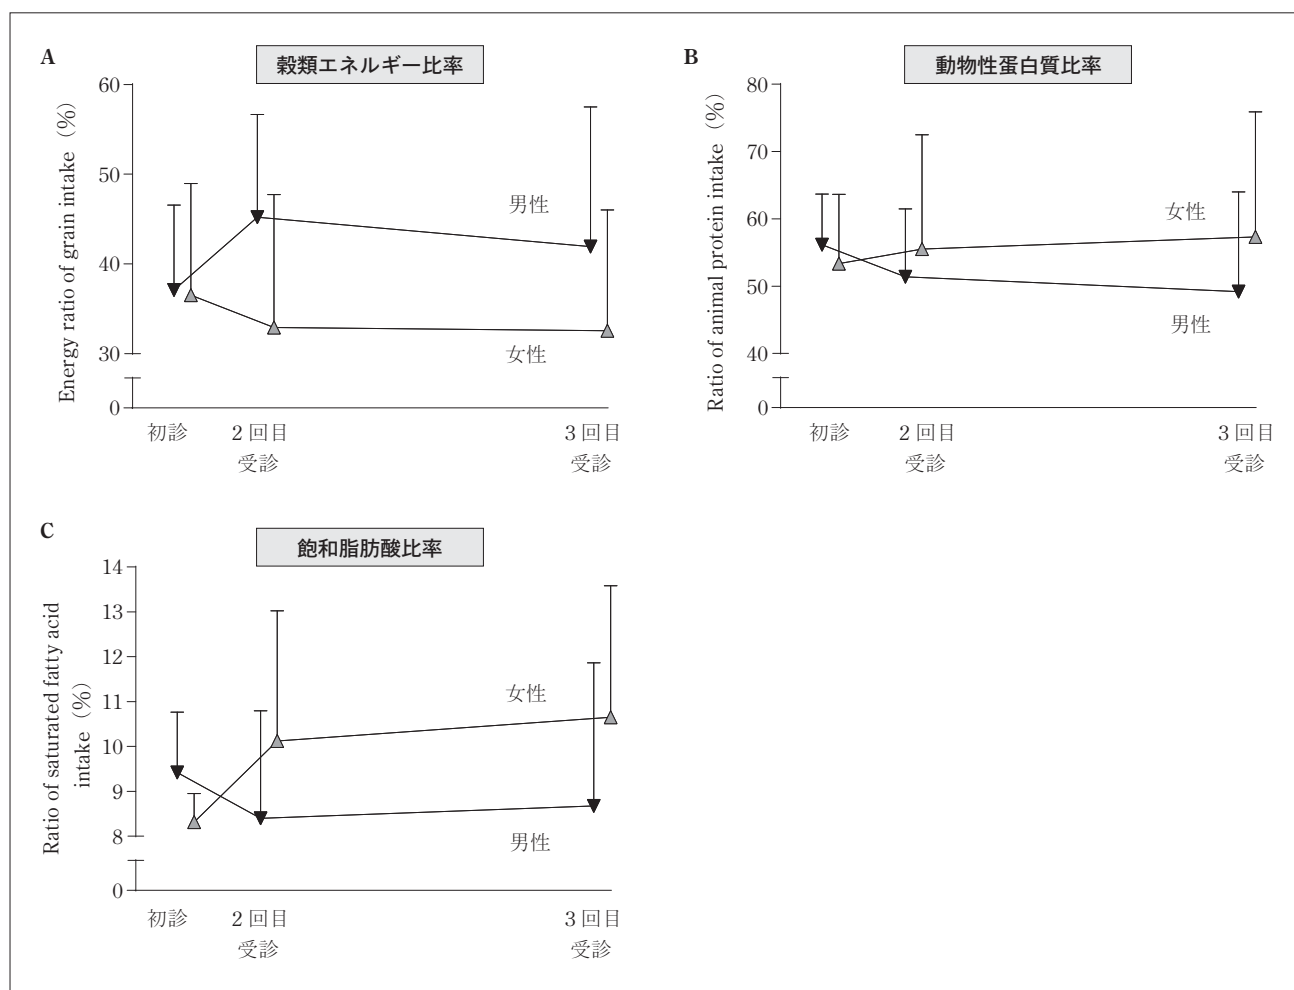 A
穀類エネルギー比率
Energy ratio of grain intake（%）
60
50
40
30
0
男性
女性
初診
2回目
受診
3回目
受診
B
動物性蛋白質比率
Ratio of animal protein intake（%）
80
70
60
50
40
0
女性
男性
初診
2回目
受診
3回目
受診
C
飽和脂肪酸比率
Ratio of saturated fatty acid
intake（%）
14
13
12
11
10
9
8
0
女性
男性
初診
2回目
受診
3回目
受診